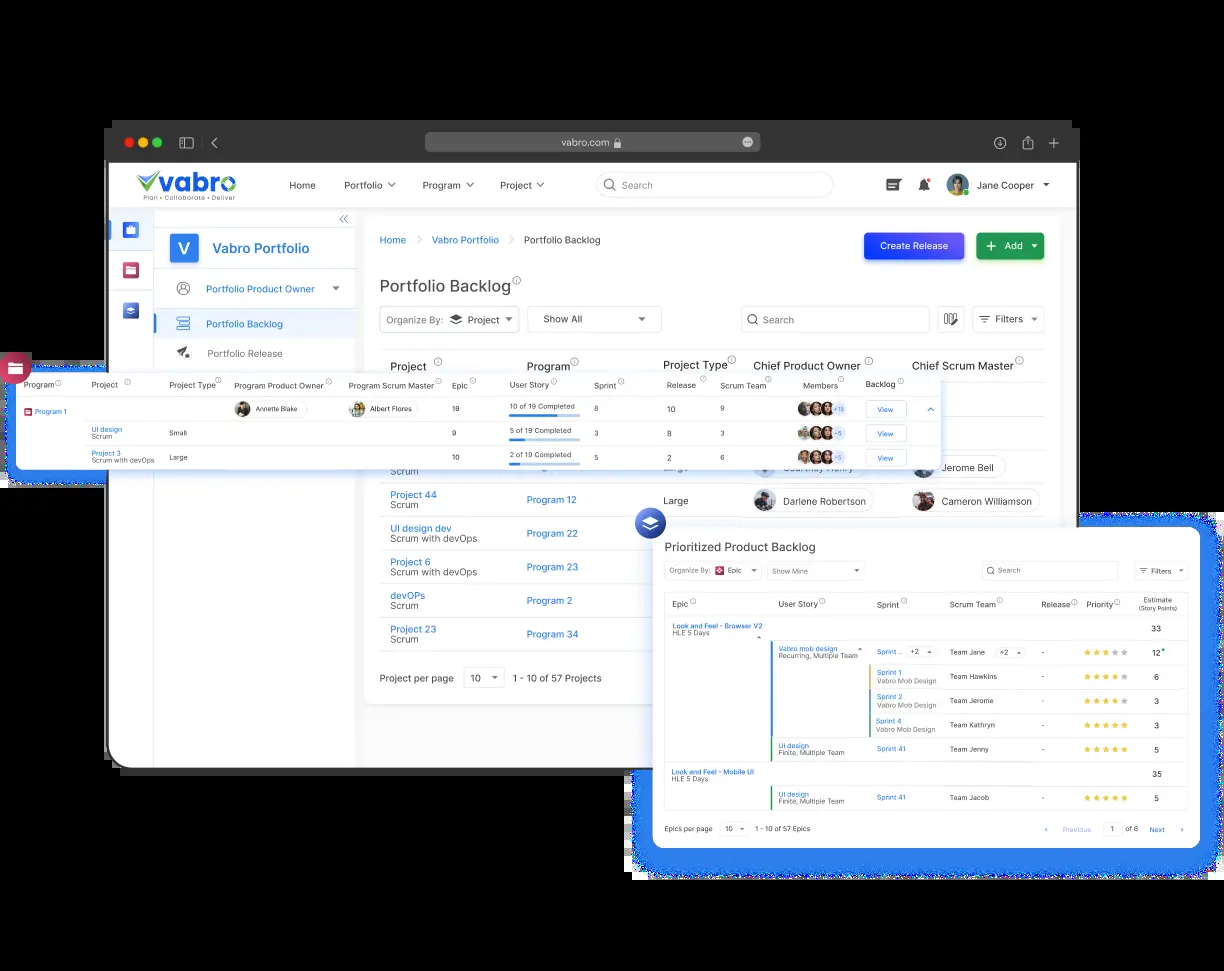 vabro.com
vabro
Plan • Collaborate • Deliver
Home Portfolio Program Project Search Jane Cooper
V Vabro Portfolio
Portfolio Product Owner
Portfolio Backlog
Portfolio Release
Home Vabro Portfolio Portfolio Backlog
Create Release + Add
Portfolio Backlog
Organize By: Project Show All Search Filters
Project Program Project Type Chief Product Owner Chief Scrum Master
Program Project Project Type Program Product Owner Program Scrum Master Epic User Story Sprint Release Scrum Team Members Backlog
Program 1 Annette Blake Albert Flores 19 10 of 19 Completed 8 10 9 +15 View
UI design Small 9 5 of 19 Completed 3 8 3 +5 View
Scrum
Project 3 Large 10 2 of 19 Completed 5 2 6 +5 View
Scrum with devOps
Scrum Large Courtney Henry Jerome Bell
Project 44 Program 12 Large Darlene Robertson Cameron Williamson
Scrum
UI design dev Program 22
Scrum with devOps
Project 6 Program 23
Scrum with devOps
devOPs Program 2
Scrum
Project 23 Program 34
Scrum
Project per page 10 1 - 10 of 57 Projects
Prioritized Product Backlog
Organize By: Epic Show Mine Search Filters
Epic User Story Sprint Scrum Team Release Priority Estimate
(Story Points)
Look and Feel - Browser V2 33
HLE 5 Days
Vabro mob design Sprint ... +2 Team Jane +2 - 12
Recurring, Multiple Team
Sprint 1 Team Hawkins - 6
Vabro Mob Design
Sprint 2 Team Jerome - 3
Vabro Mob Design
Sprint 4 Team Kathryn - 3
Vabro Mob Design
UI design Sprint 41 Team Jenny - 5
Finite, Multiple Team
Look and Feel - Mobile UI 35
HLE 5 Days
UI design Sprint 41 Team Jacob - 5
Finite, Multiple Team
Epics per page 10 1 - 10 of 57 Epics Previous 1 of 6 Next